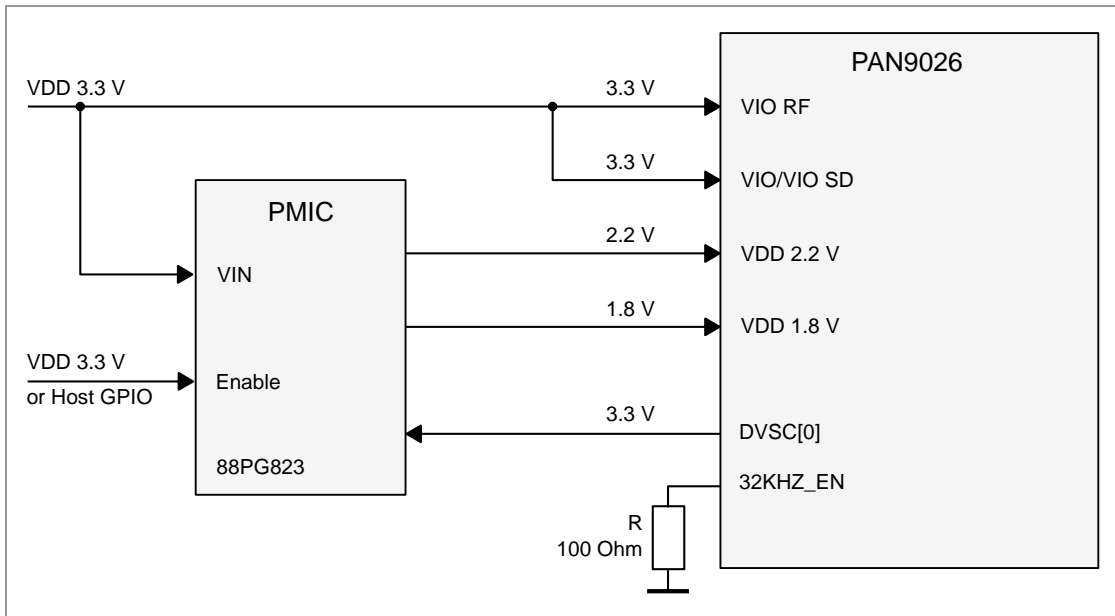 PAN9026
VDD 3.3 V
3.3 V
VIO RF
3.3 V
VIO/VIO SD
PMIC
2.2 V
VDD 2.2 V
VIN
1.8 V
VDD 1.8 V
VDD 3.3 V
or Host GPIO
Enable
3.3 V
DVSC[0]
88PG823
32KHZ_EN
R
100 Ohm